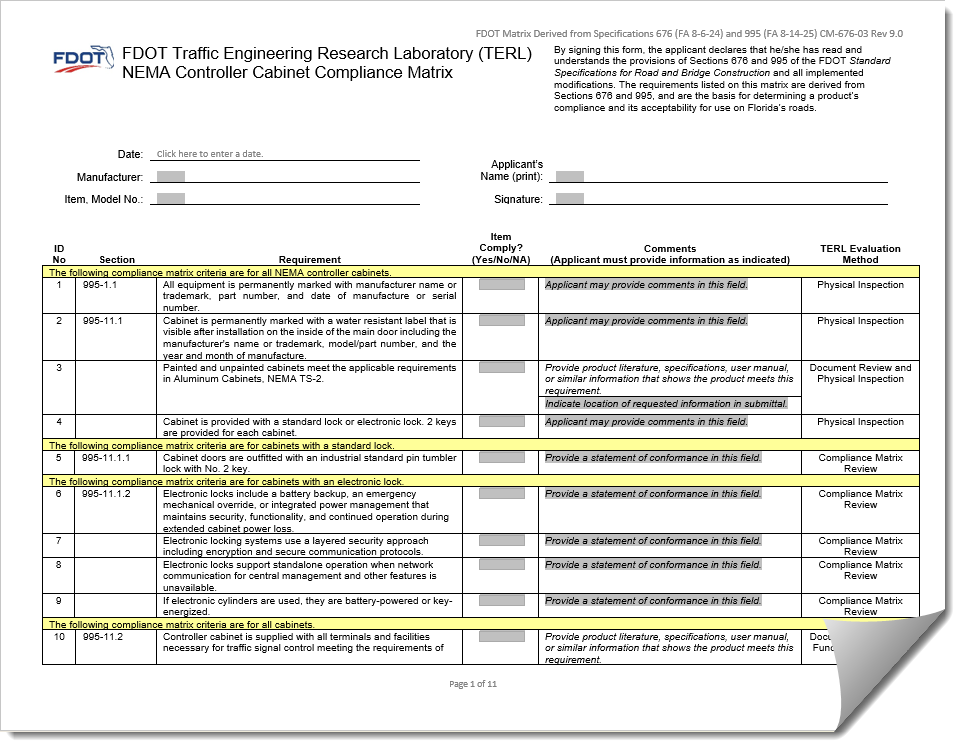 FDOT Matrix Derived from Specifications 676 (FA 8-6-24) and 995 (FA 8-14-25) CM-676-03 Rev 9.0
FDOT
FDOT Traffic Engineering Research Laboratory (TERL)
NEMA Controller Cabinet Compliance Matrix
By signing this form, the applicant declares that he/she has read and
understands the provisions of Sections 676 and 995 of the FDOT Standard
Specifications for Road and Bridge Construction and all implemented
modifications. The requirements listed on this matrix are derived from
Sections 676 and 995, and are the basis for determining a product's
compliance and its acceptability for use on Florida's roads.
Date: Click here to enter a date.
Manufacturer:
Item, Model No.:
Applicant's
Name (print):
Signature:
ID
No
Section
Requirement
Item
Comply?
(Yes/No/NA)
Comments
(Applicant must provide information as indicated)
TERL Evaluation
Method
The following compliance matrix criteria are for all NEMA controller cabinets.
1
995-1.1
All equipment is permanently marked with manufacturer name or
trademark, part number, and date of manufacture or serial
number.
Applicant may provide comments in this field.
Physical Inspection
2
995-11.1
Cabinet is permanently marked with a water resistant label that is
visible after installation on the inside of the main door including the
manufacturer's name or trademark, model/part number, and the
year and month of manufacture.
Applicant may provide comments in this field.
Physical Inspection
3
Painted and unpainted cabinets meet the applicable requirements
in Aluminum Cabinets, NEMA TS-2.
Provide product literature, specifications, user manual,
or similar information that shows the product meets this
requirement.
Indicate location of requested information in submittal.
Document Review and
Physical Inspection
4
Cabinet is provided with a standard lock or electronic lock. 2 keys
are provided for each cabinet.
Applicant may provide comments in this field.
Physical Inspection
The following compliance matrix criteria are for cabinets with a standard lock.
5
995-11.1.1
Cabinet doors are outfitted with an industrial standard pin tumbler
lock with No. 2 key.
Provide a statement of conformance in this field.
Compliance Matrix
Review
The following compliance matrix criteria are for cabinets with an electronic lock.
6
995-11.1.2
Electronic locks include a battery backup, an emergency
mechanical override, or integrated power management that
maintains security, functionality, and continued operation during
extended cabinet power loss.
Provide a statement of conformance in this field.
Compliance Matrix
Review
7
Electronic locking systems use a layered security approach
including encryption and secure communication protocols.
Provide a statement of conformance in this field.
Compliance Matrix
Review
8
Electronic locks support standalone operation when network
communication for central management and other features is
unavailable.
Provide a statement of conformance in this field.
Compliance Matrix
Review
9
If electronic cylinders are used, they are battery-powered or key-
energized.
Provide a statement of conformance in this field.
Compliance Matrix
Review
The following compliance matrix criteria are for all cabinets.
10
995-11.2
Controller cabinet is supplied with all terminals and facilities
necessary for traffic signal control meeting the requirements of
Provide product literature, specifications, user manual,
or similar information that shows the product meets this
requirement.
Page 1 of 11